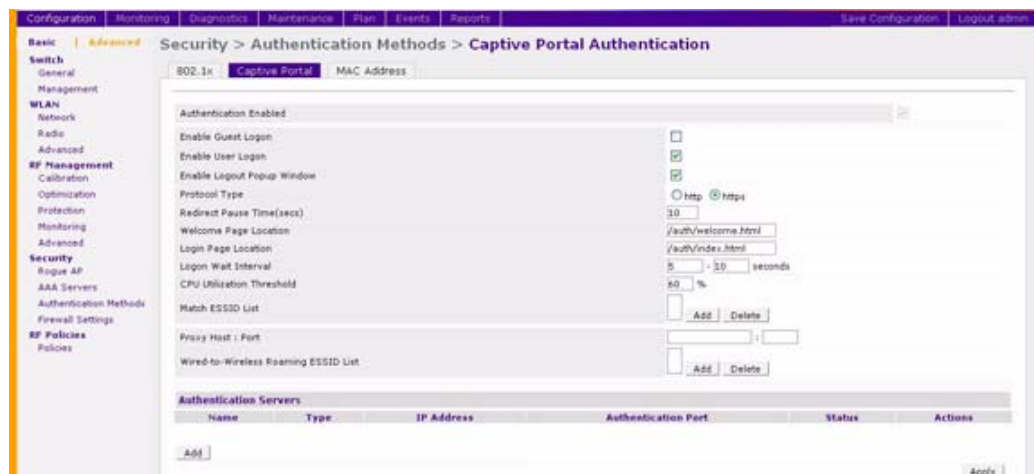 Configuration Monitoring Diagnostics Maintenance Plan Events Reports Save Configuration Logout admin
Basic | Advanced
Security > Authentication Methods > Captive Portal Authentication
Switch
General
Management
WLAN
Network
Radio
Advanced
RF Management
Calibration
Optimization
Protection
Monitoring
Advanced
Security
Rogue AP
AAA Servers
Authentication Methods
Firewall Settings
RF Policies
Policies
802.1x Captive Portal MAC Address
Authentication Enabled
Enable Guest Logon
Enable User Logon
Enable Logout Popup Window
Protocol Type http https
Redirect Pause Time(secs) 10
Welcome Page Location /auth/welcome.html
Login Page Location /auth/index.html
Logon Wait Interval 5 - 10 seconds
CPU Utilization Threshold 60 %
Match ESSID List Add Delete
Proxy Host : Port :
Wired-to-Wireless Roaming ESSID List Add Delete
Authentication Servers
Name Type IP Address Authentication Port Status Actions
Add
Apply